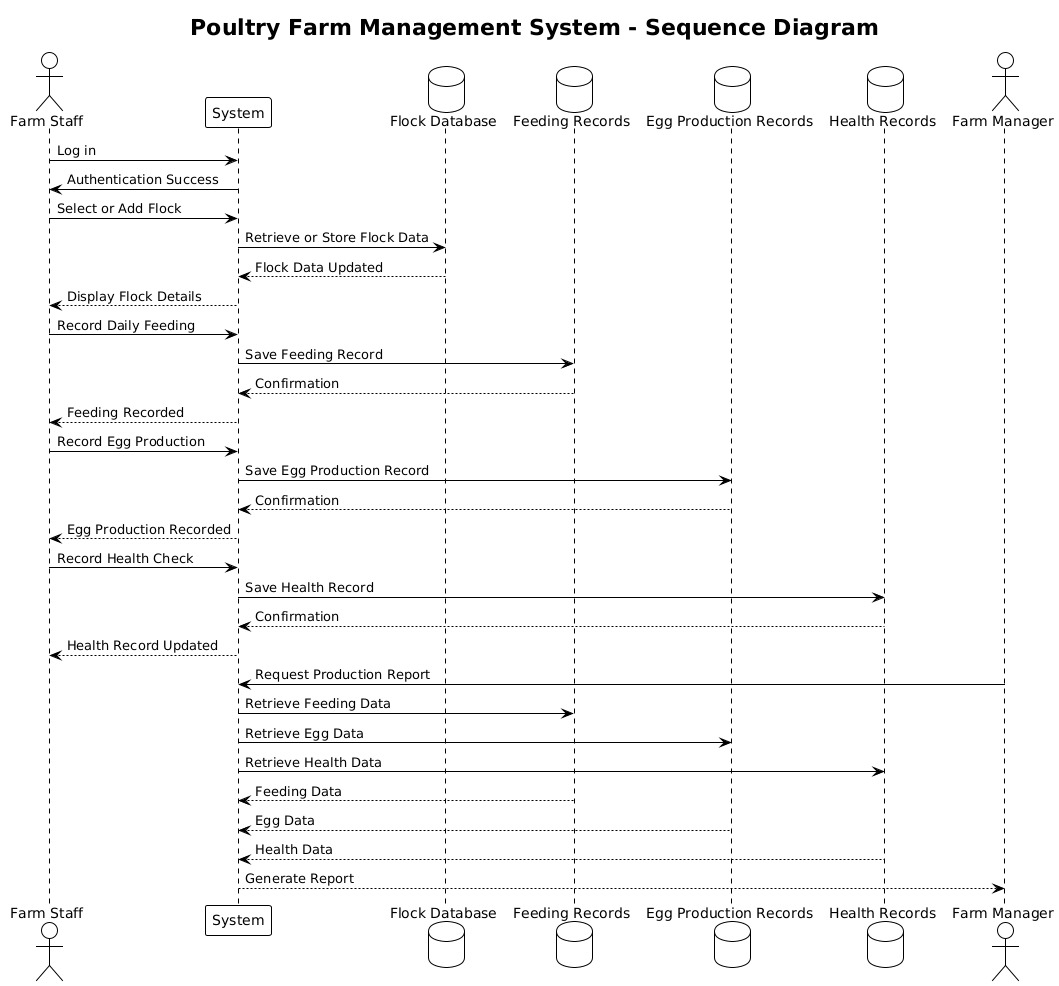 Poultry Farm Management System - Sequence Diagram
Farm Staff
System
Flock Database
Feeding Records
Egg Production Records
Health Records
Farm Manager
Log in
Authentication Success
Select or Add Flock
Retrieve or Store Flock Data
Flock Data Updated
Display Flock Details
Record Daily Feeding
Save Feeding Record
Confirmation
Feeding Recorded
Record Egg Production
Save Egg Production Record
Confirmation
Egg Production Recorded
Record Health Check
Save Health Record
Confirmation
Health Record Updated
Request Production Report
Retrieve Feeding Data
Retrieve Egg Data
Retrieve Health Data
Feeding Data
Egg Data
Health Data
Generate Report
Farm Staff
System
Flock Database
Feeding Records
Egg Production Records
Health Records
Farm Manager